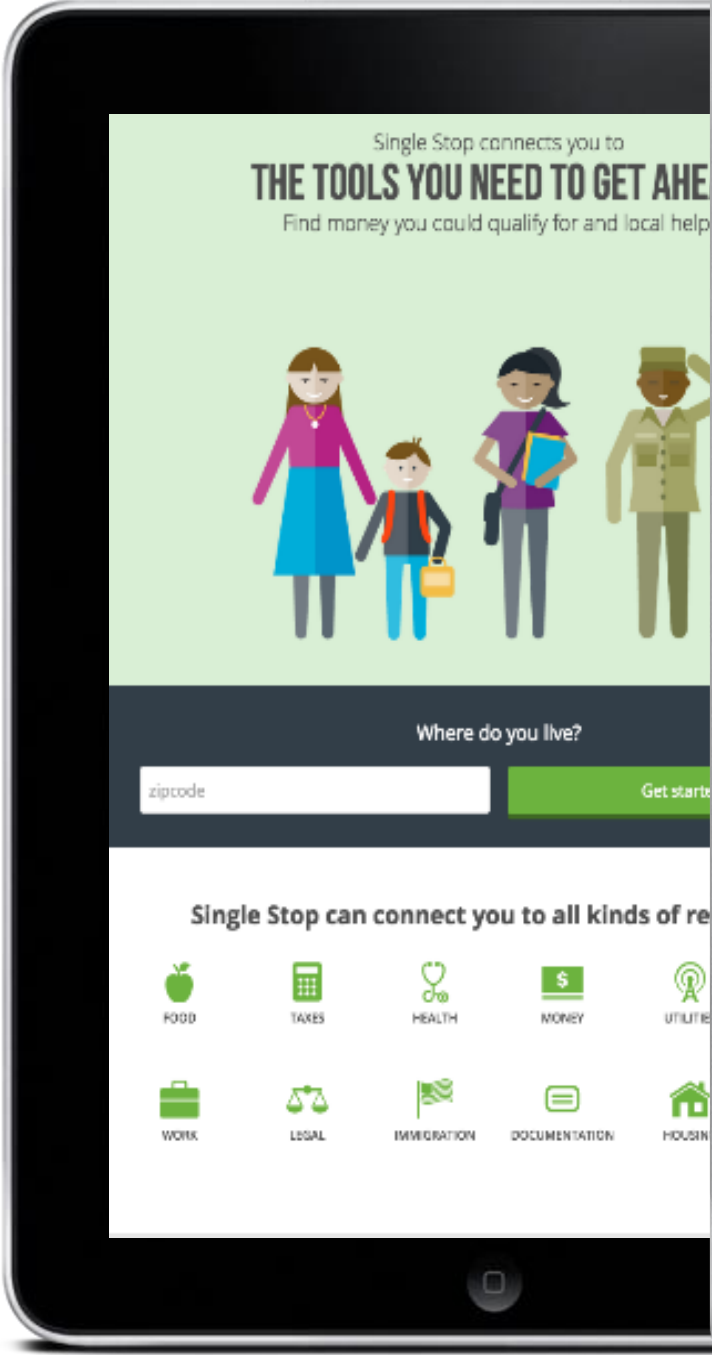 Single Stop connects you to
THE TOOLS YOU NEED TO GET AHE
Find money you could qualify for and local help
Where do you live?
zipcode
Get starte
Single Stop can connect you to all kinds of re
FOOD
TAXES
HEALTH
$
MONEY
UTILITIE
WORK
LEGAL
IMMIGRATION
DOCUMENTATION
HOUSIN